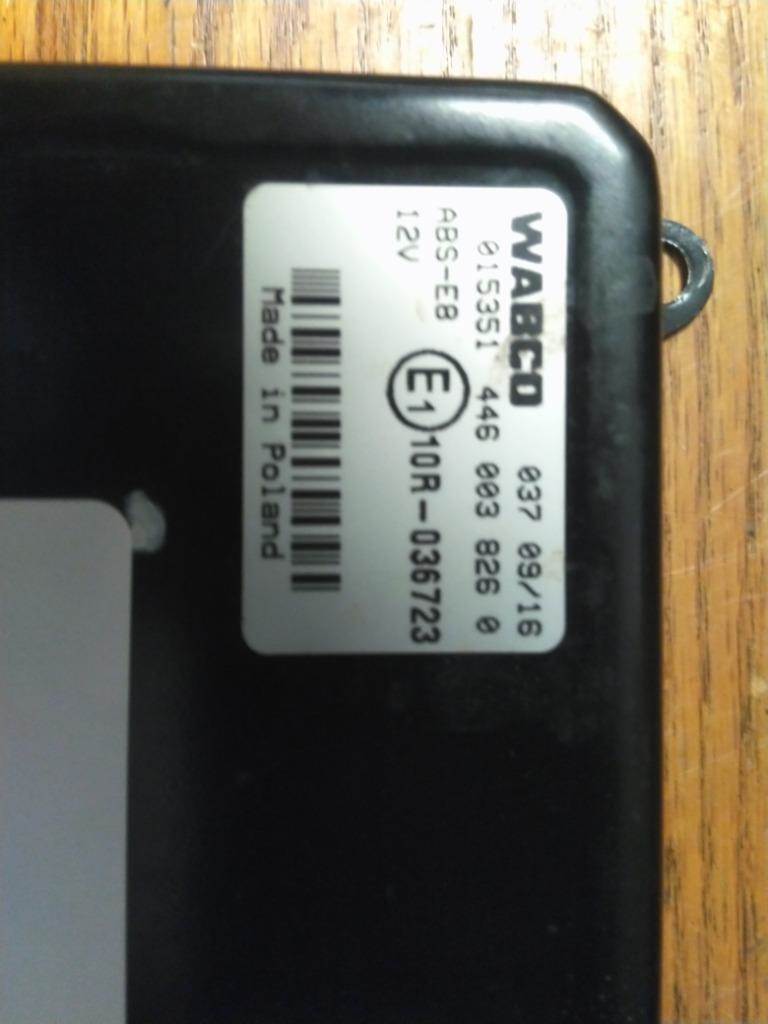 WABCO 037 09/16
015351 446 003 826 0
ABS-E8
12V
E1 10R-036723
Made in Poland